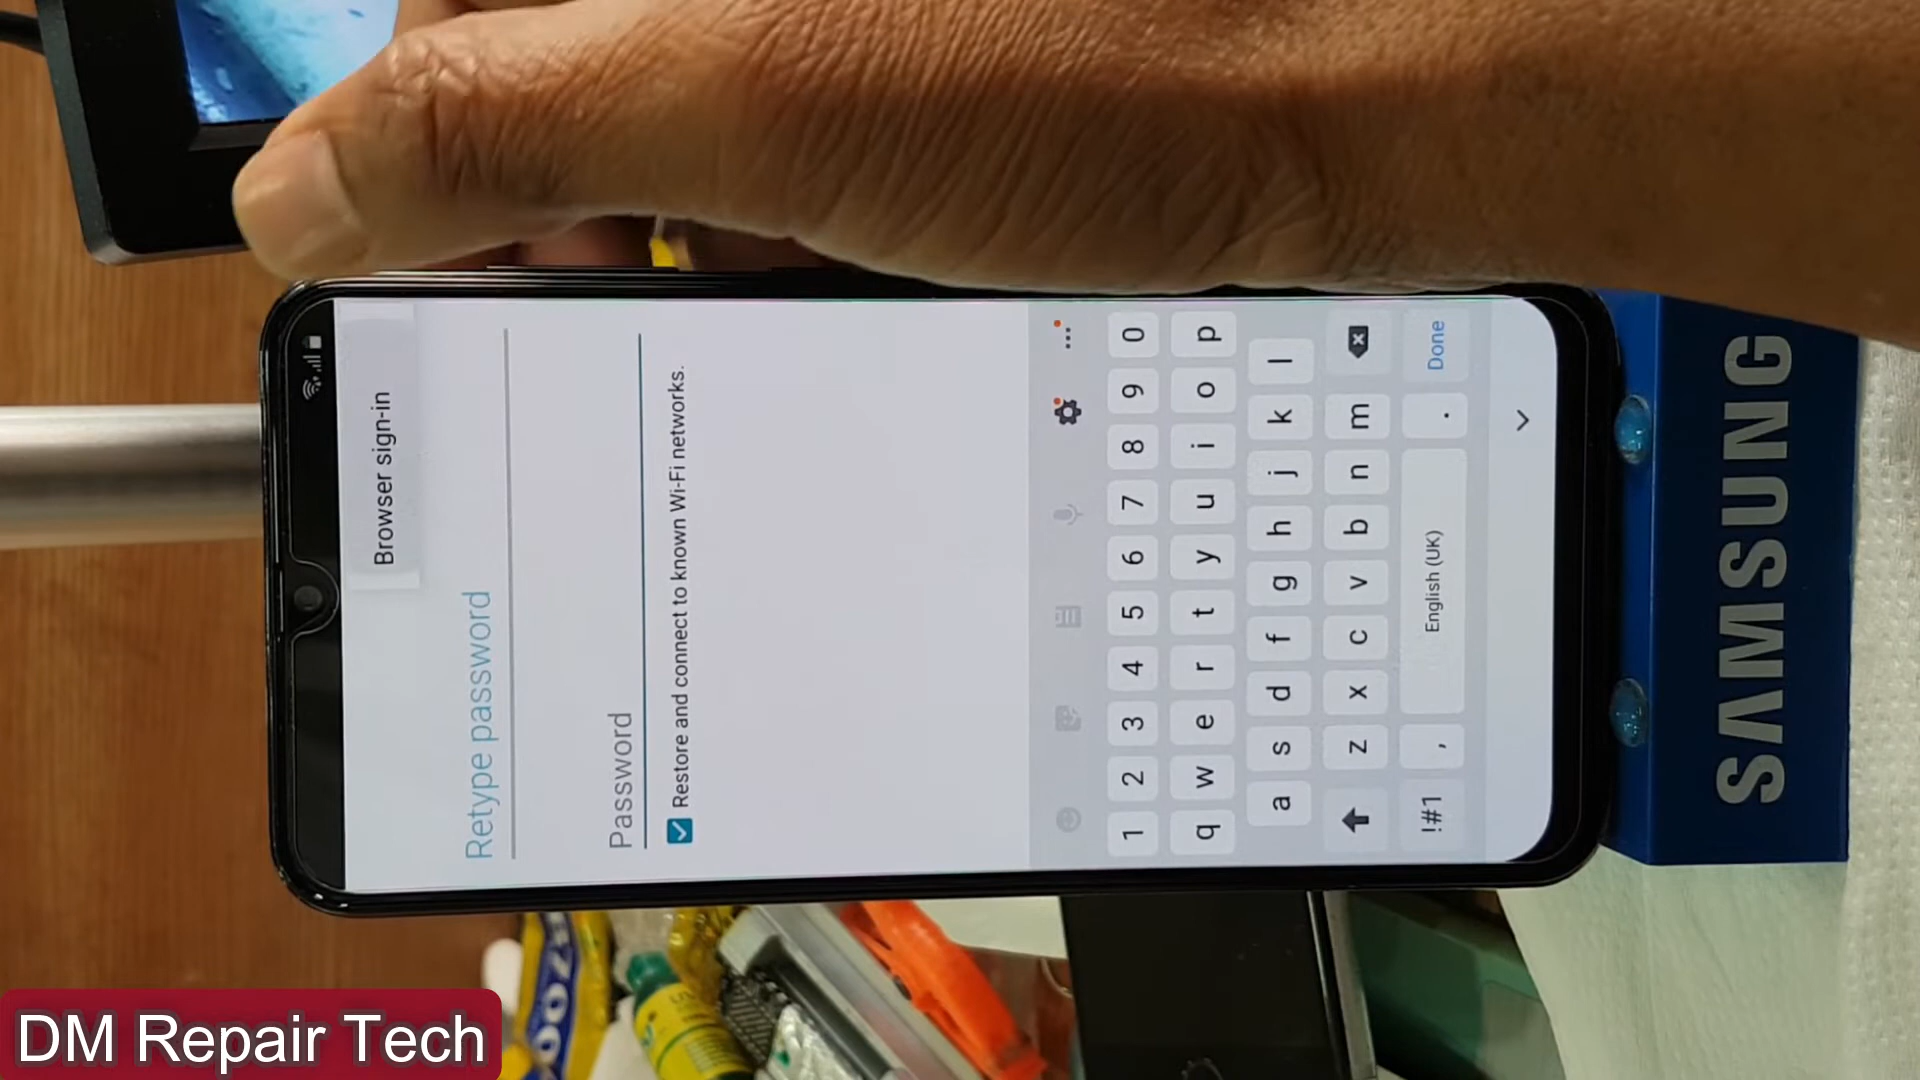 Browser sign-in
Retype password
Password
Restore and connect to known Wi-Fi networks.
1 2 3 4 5 6 7 8 9 0
q w e r t y u i o p
a s d f g h j k l
z x c v b n m
!#1 , English (UK) . Done
SAMSUNG
DM Repair Tech